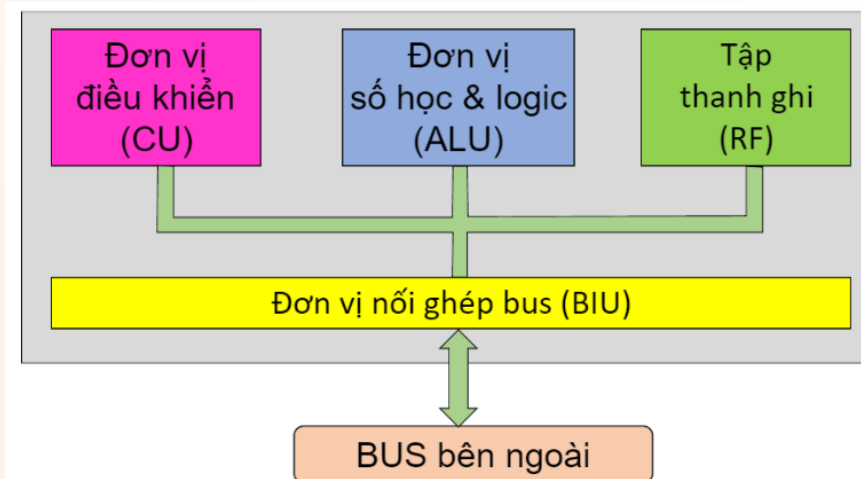 Đơn vị
điều khiển
(CU)
Đơn vị
số học & logic
(ALU)
Tập
thanh ghi
(RF)
Đơn vị nối ghép bus (BIU)
BUS bên ngoài